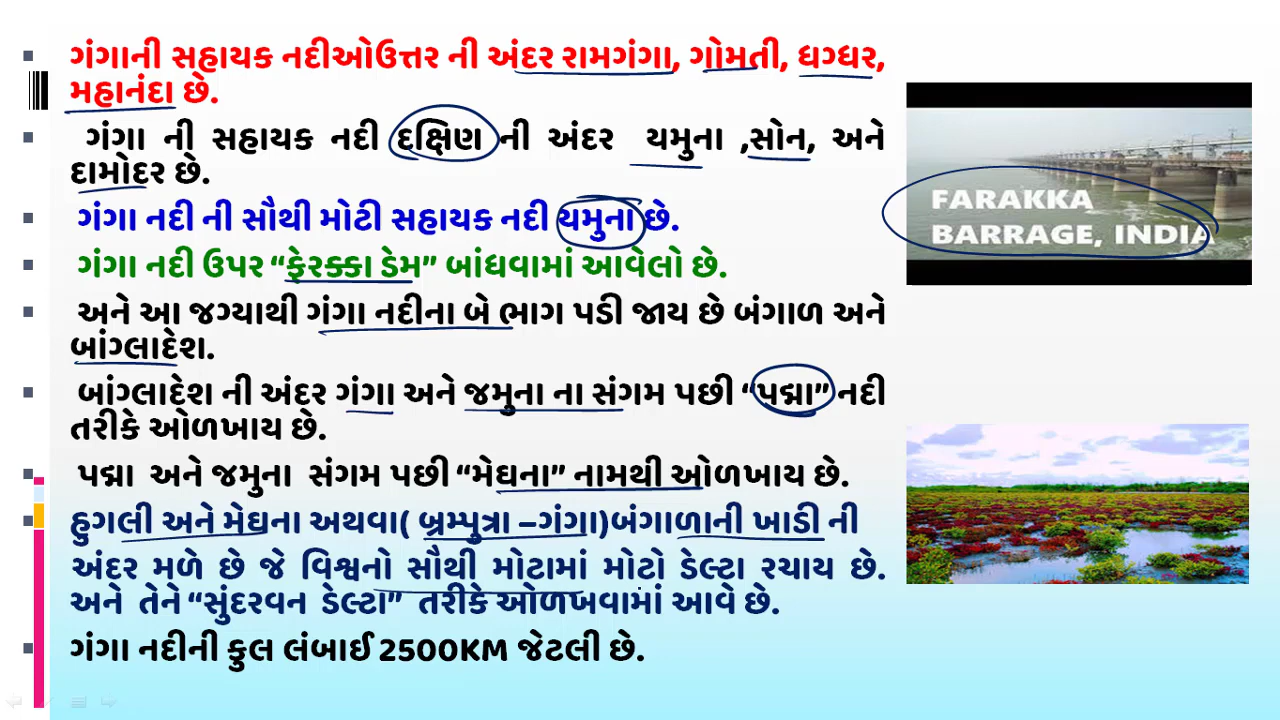 ગંગાની સહાયક નદીઓઉત્તર ની અંદર રામગંગા, ગોમતી, ધગ્ધર,
મહાનંદા છે.
ગંગા ની સહાયક નદી દક્ષિણ ની અંદર યમુના ,સોન, અને
દામોદર છે.
ગંગા નદી ની સૌથી મોટી સહાયક નદી યમુના છે.
ગંગા નદી ઉપર “ફેરક્કા ડેમ” બાંધવામાં આવેલો છે.
અને આ જગ્યાથી ગંગા નદીના બે ભાગ પડી જાય છે બંગાળ અને
બાંગ્લાદેશ.
બાંગ્લાદેશ ની અંદર ગંગા અને જમુના ના સંગમ પછી “પદ્મા” નદી
તરીકે ઓળખાય છે.
પદ્મા અને જમુના સંગમ પછી “મેઘના” નામથી ઓળખાય છે.
હુગલી અને મેઘના અથવા( બ્રમ્પુત્રા –ગંગા)બંગાળાની ખાડી ની
અંદર મળે છે જે વિશ્વનો સૌથી મોટામાં મોટો ડેલ્ટા રચાય છે.
અને તેને “સુંદરવન ડેલ્ટા” તરીકે ઓળખવામાં આવે છે.
ગંગા નદીની કુલ લંબાઈ 2500KM જેટલી છે.
FARAKKA
BARRAGE, INDIA